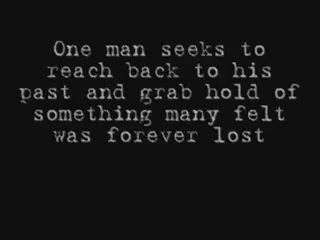 One man seeks to
reach back to his
past and grab hold of
something many felt
was forever lost